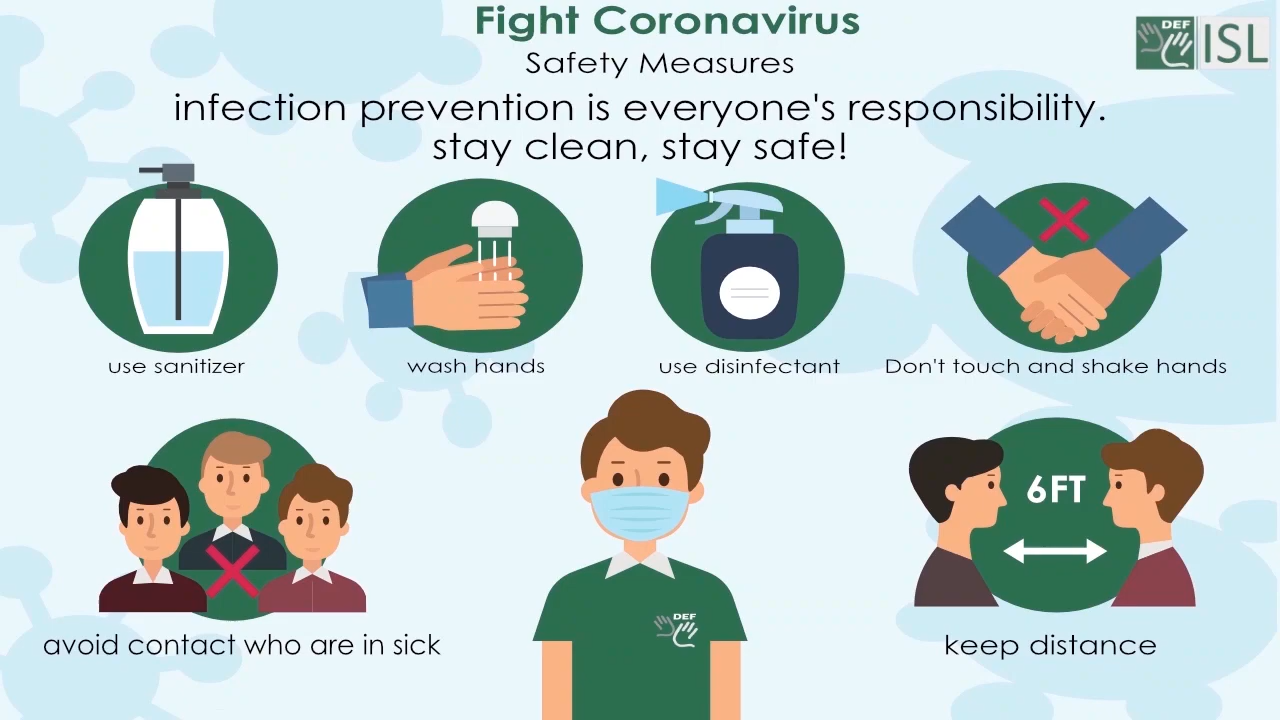 Fight Coronavirus
DEF
ISL
Safety Measures
infection prevention is everyone's responsibility.
stay clean, stay safe!
use sanitizer
wash hands
use disinfectant
Don't touch and shake hands
6FT
DEF
avoid contact who are in sick
keep distance